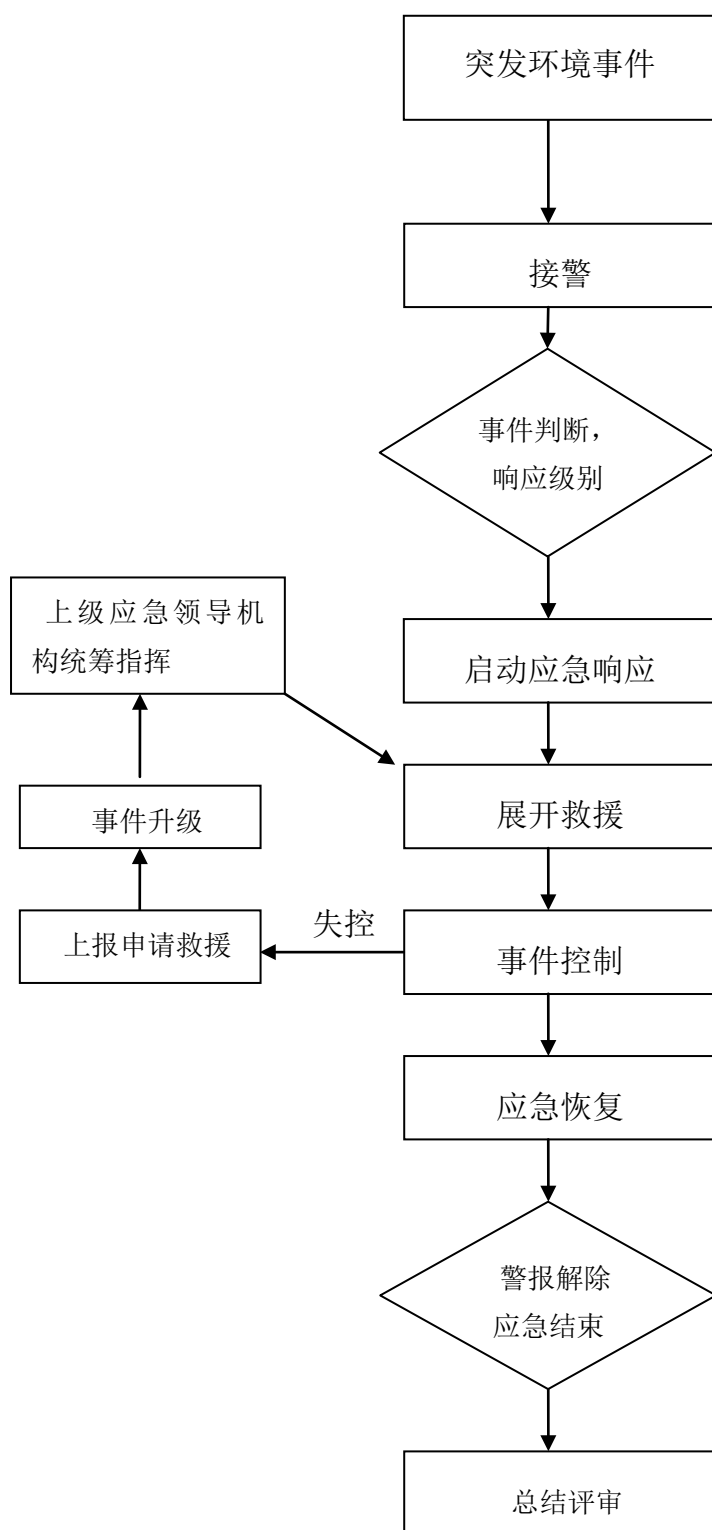 突发环境事件
接警
事件判断，
响应级别
上级应急领导机
构统筹指挥
启动应急响应
展开救援
事件升级
失控
上报申请救援
事件控制
应急恢复
警报解除
应急结束
总结评审